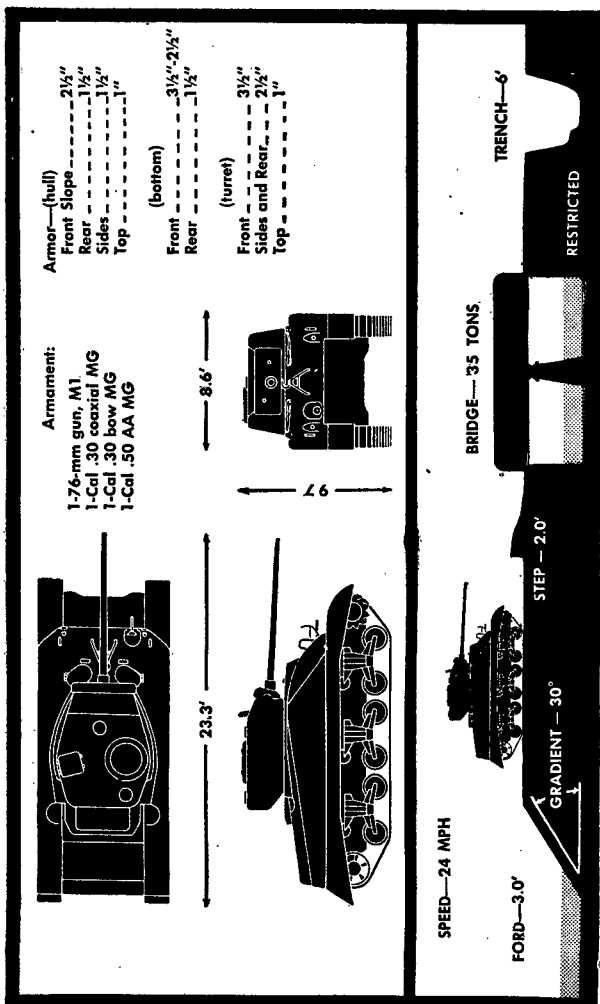 Armament:
1-76-mm gun, M1
1-Cal .30 coaxial MG
1-Cal .30 bow MG
1-Cal .50 AA MG
Armor—(hull)
Front Slope 2½"
Rear 1½"
Sides 1½"
Top 1"
(bottom)
Front 3½"-2½"
Rear 1½"
(turret)
Front 3½"
Sides and Rear 2½"
Top 1"
23.3'
9.7'
8.6'
SPEED—24 MPH
FORD—3.0'
GRADIENT — 30°
STEP — 2.0'
BRIDGE — 35 TONS
TRENCH—6'
RESTRICTED